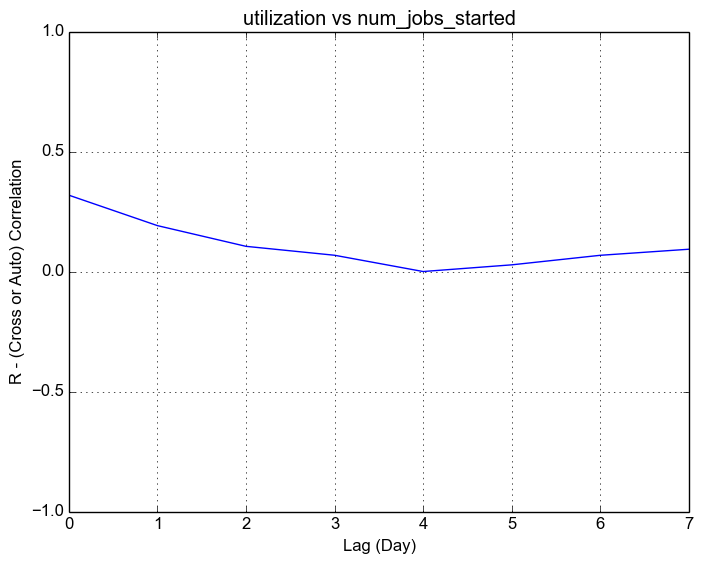 utilization vs num_jobs_started
1.0
0.5
0.0
−0.5
−1.0
R - (Cross or Auto) Correlation
0 1 2 3 4 5 6 7
Lag (Day)